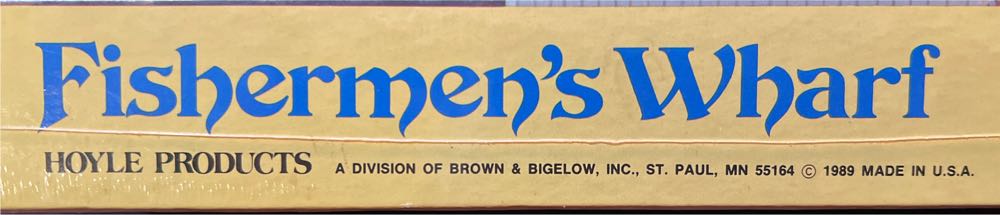 Fishermen's Wharf
HOYLE PRODUCTS A DIVISION OF BROWN & BIGELOW, INC., ST. PAUL, MN 55164 © 1989 MADE IN U.S.A.